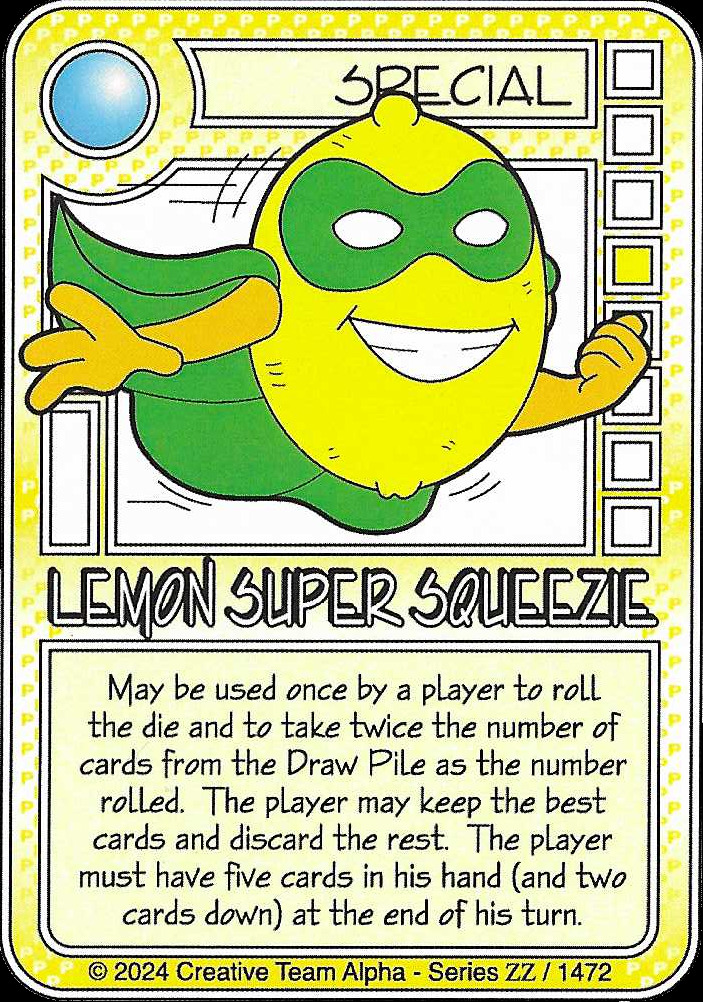 SPECIAL
LEMON SUPER SQUEEZIE
May be used once by a player to roll
the die and to take twice the number of
cards from the Draw Pile as the number
rolled. The player may keep the best
cards and discard the rest. The player
must have five cards in his hand (and two
cards down) at the end of his turn.
© 2024 Creative Team Alpha - Series ZZ / 1472